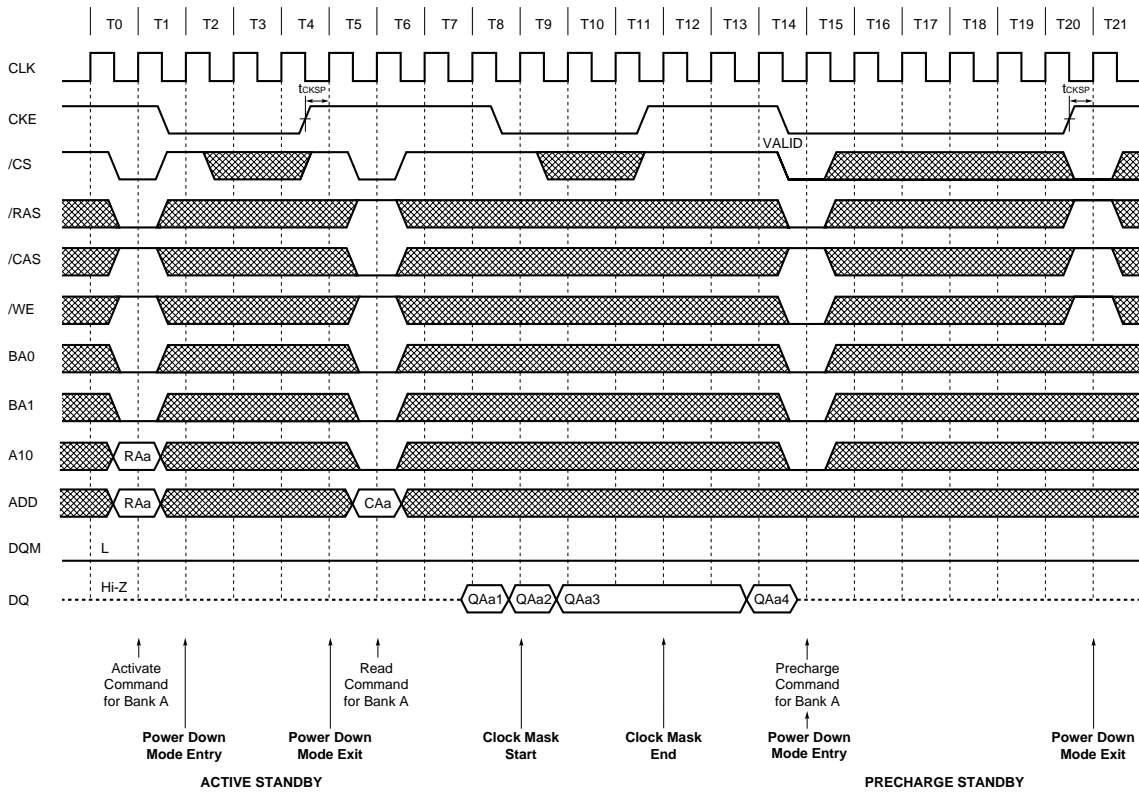 T0 T1 T2 T3 T4 T5 T6 T7 T8 T9 T10 T11 T12 T13 T14 T15 T16 T17 T18 T19 T20 T21
CLK
tCKSP tCKSP
CKE
VALID
/CS
/RAS
/CAS
/WE
BA0
BA1
A10 RAa
ADD RAa CAa
DQM L
Hi-Z
DQ QAa1 QAa2 QAa3 QAa4
Activate
Command
for Bank A
Read
Command
for Bank A
Precharge
Command
for Bank A
Power Down
Mode Entry
Power Down
Mode Exit
Clock Mask
Start
Clock Mask
End
Power Down
Mode Entry
Power Down
Mode Exit
ACTIVE STANDBY
PRECHARGE STANDBY